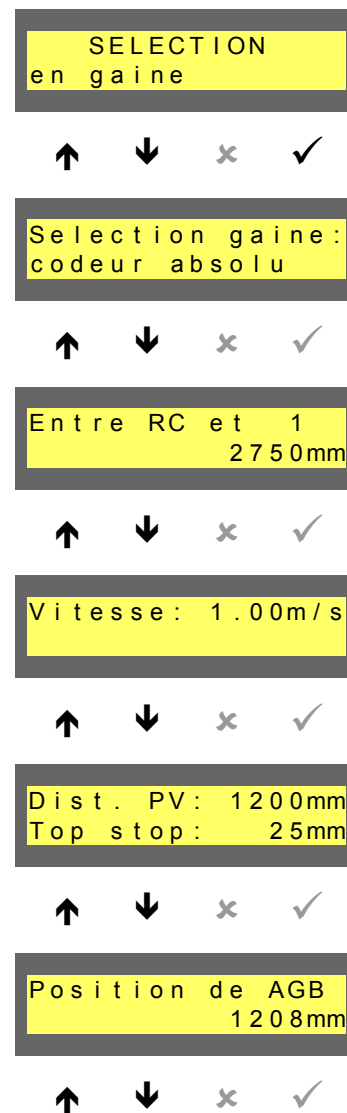 SELECTION
en gaine
Selection gaine:
codeur absolu
Entre RC et 1
2750mm
Vitesse: 1.00m/s
Dist. PV: 1200mm
Top stop: 25mm
Position de AGB
1208mm